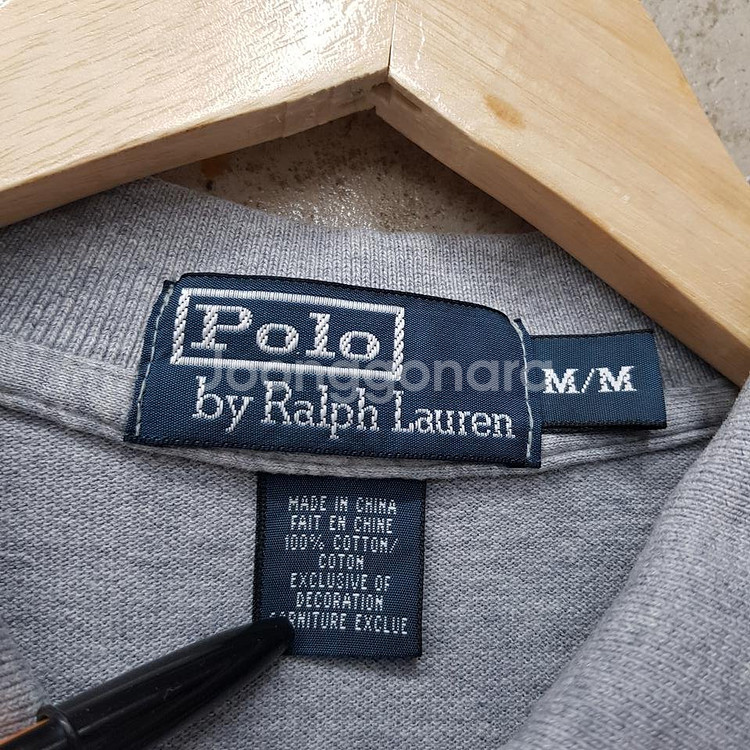 Polo
by Ralph Lauren
M/M
Joonggonara
MADE IN CHINA
FAIT EN CHINE
100% COTTON/
COTON
EXCLUSIVE OF
DECORATION
GARNITURE EXCLUE